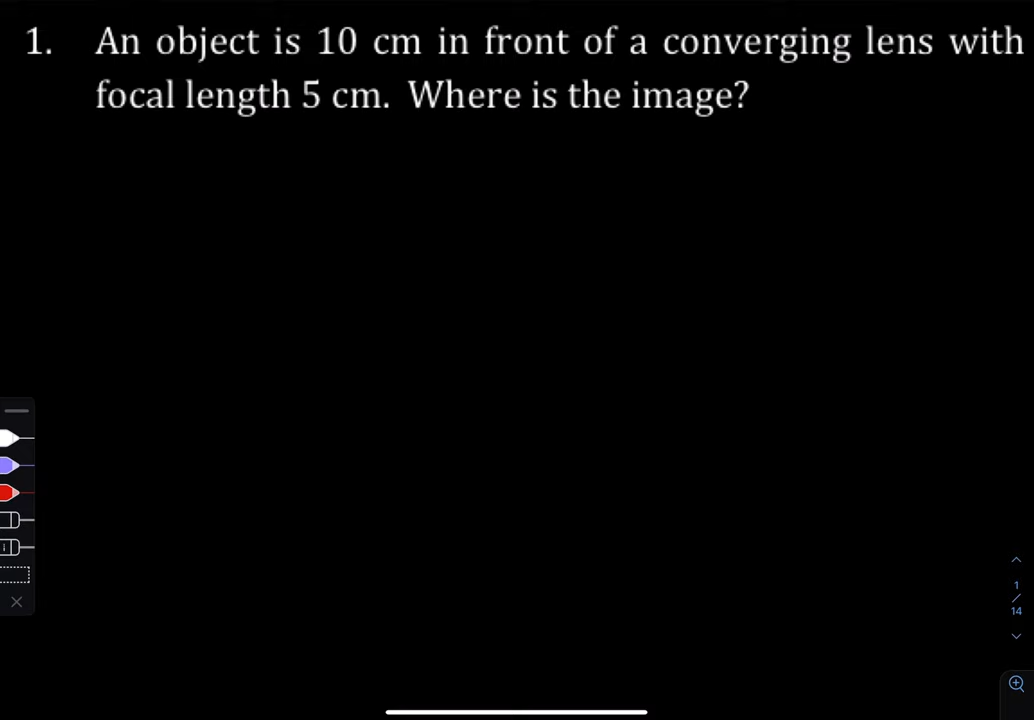 1. An object is 10 cm in front of a converging lens with
focal length 5 cm. Where is the image?
1
/
14